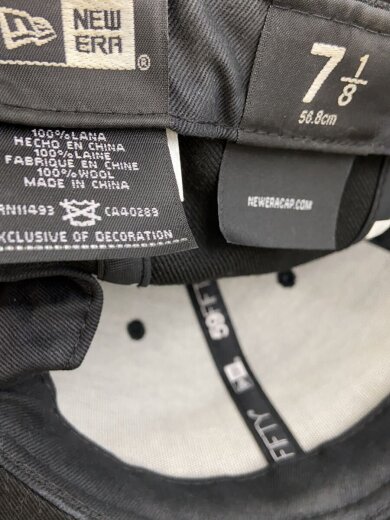 NEW
ERA
®
7 1/8
56.8cm
100%LANA
HECHO EN CHINA
100%LAINE
FABRIQUE EN CHINE
100%WOOL
MADE IN CHINA
RN11493 CA40289
EXCLUSIVE OF DECORATION
NEWERACAP.COM
59FIFTY
FIFTY